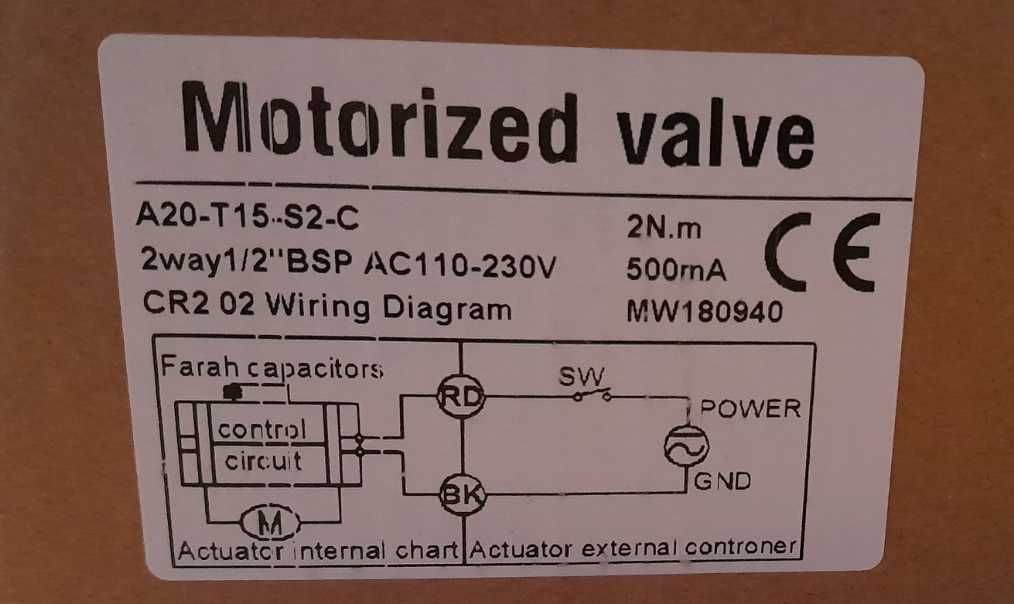 Motorized valve
A20-T15-S2-C
2N.m
CE
2way1/2"BSP AC110-230V
500mA
CR2 02 Wiring Diagram
MW180940
Farah capacitors
control
circuit
M
RD
BK
SW
POWER
GND
Actuator internal chart
Actuator external controner